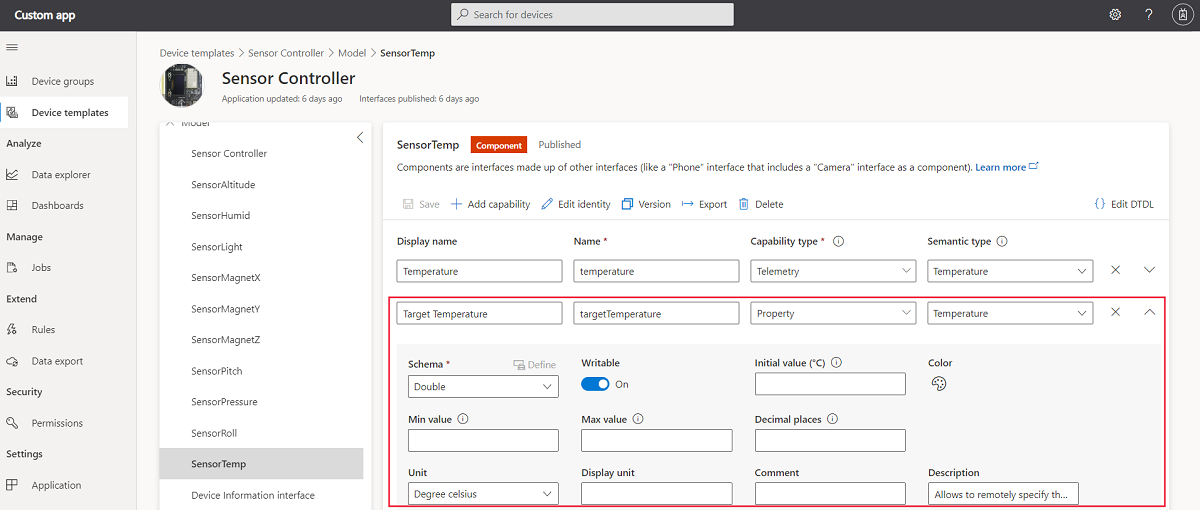 Custom app
Search for devices
?
Device templates > Sensor Controller > Model > SensorTemp
Sensor Controller
Application updated: 6 days ago Interfaces published: 6 days ago
Device groups
Device templates
Analyze
Data explorer
Dashboards
Manage
Jobs
Extend
Rules
Data export
Security
Permissions
Settings
Application
Model
Sensor Controller
SensorAltitude
SensorHumid
SensorLight
SensorMagnetX
SensorMagnetY
SensorMagnetZ
SensorPitch
SensorPressure
SensorRoll
SensorTemp
Device Information interface
SensorTemp Component Published
Components are interfaces made up of other interfaces (like a "Phone" interface that includes a "Camera" interface as a component). Learn more
Save Add capability Edit identity Version Export Delete {} Edit DTDL
Display name Name * Capability type * Semantic type
Temperature temperature Telemetry Temperature
Target Temperature targetTemperature Property Temperature
Schema * Define Writable Initial value (°C) Color
Double On
Min value Max value Decimal places
Unit Display unit Comment Description
Degree celsius Allows to remotely specify th...